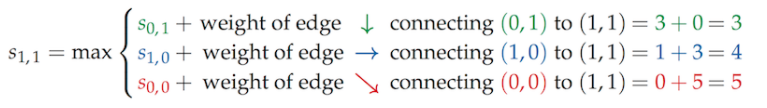 s0,1 + weight of edge ↓ connecting (0, 1) to (1, 1) = 3 + 0 = 3
s1,1 = max { s1,0 + weight of edge → connecting (1, 0) to (1, 1) = 1 + 3 = 4
s0,0 + weight of edge ↘ connecting (0, 0) to (1, 1) = 0 + 5 = 5